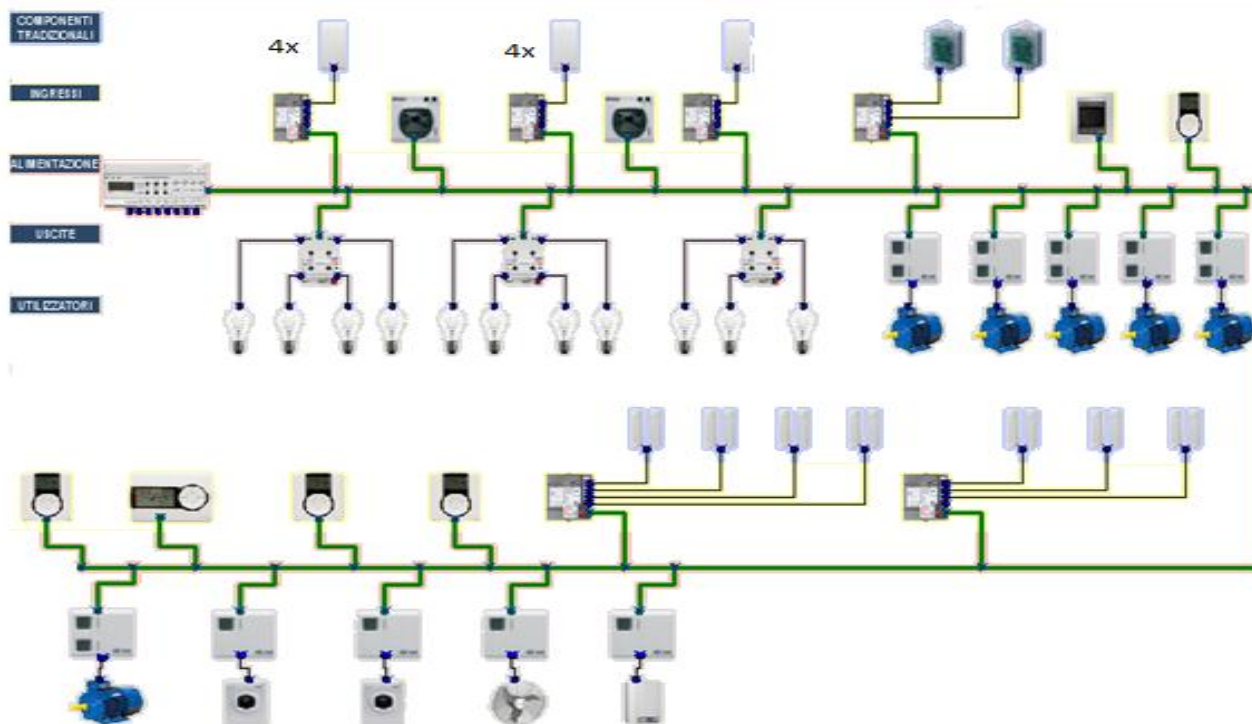 COMPONENTI
TRADIZIONALI
4x
4x
INGRESSI
ALIMENTAZIONE
USCITE
UTILIZZATORI